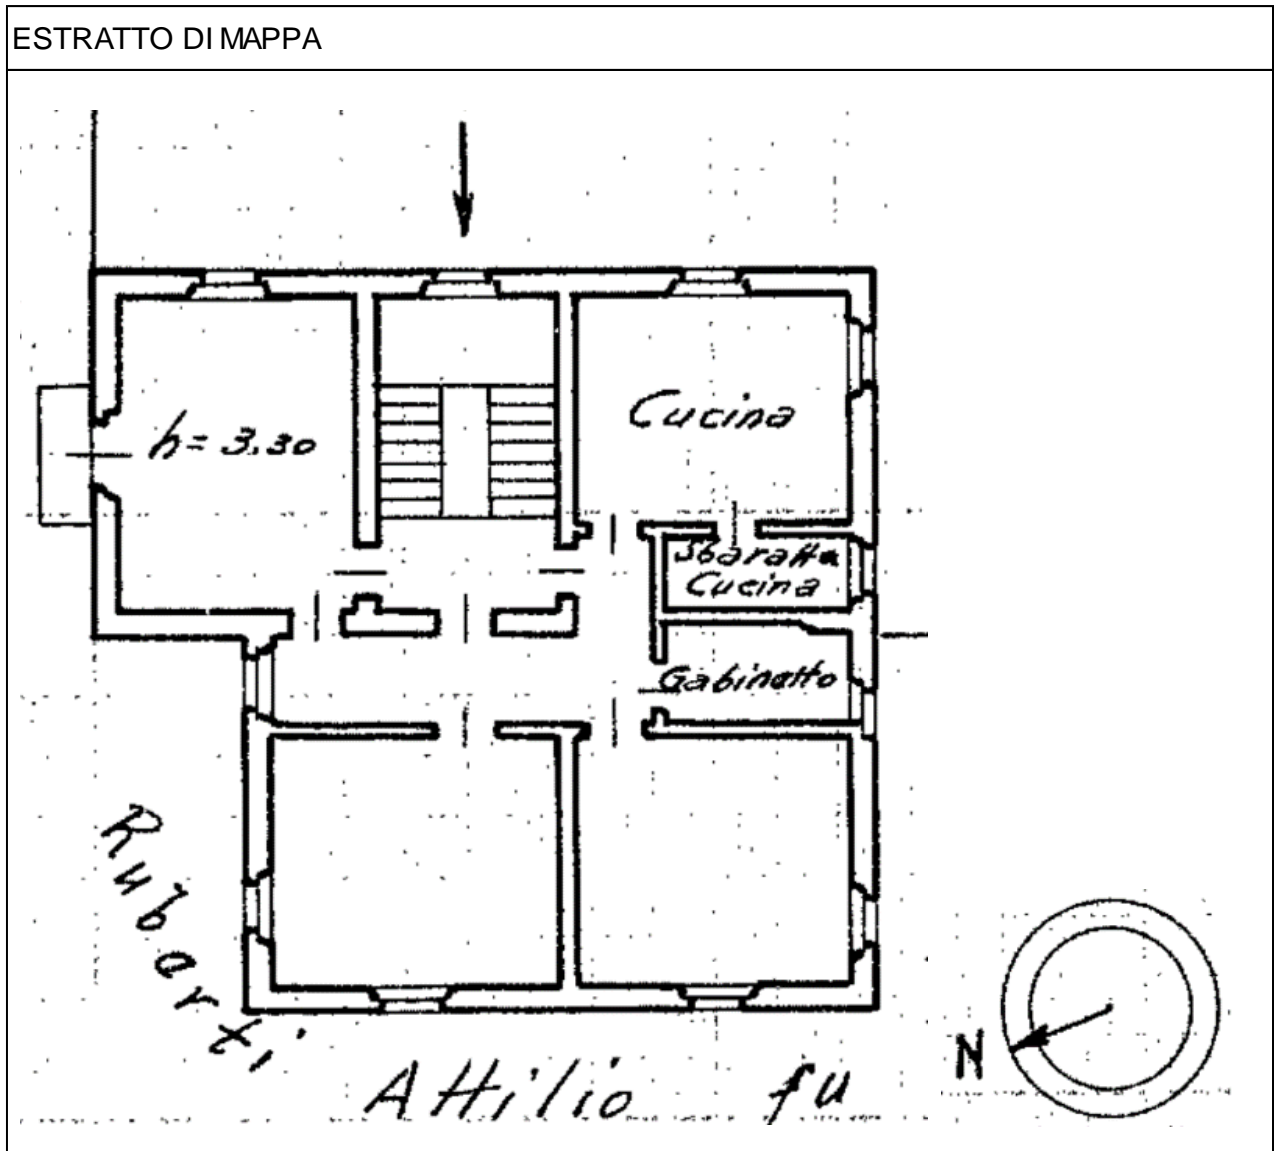 ESTRATTO DI MAPPA
h = 3.30
Cucina
Sbaratta
Cucina
Gabinetto
Rubarti
Attilio fu
N